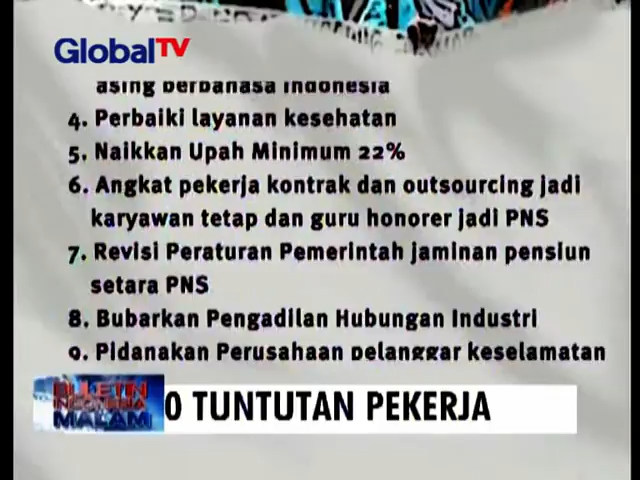 GlobalTV
asing berbahasa Indonesia
4. Perbaiki layanan kesehatan
5. Naikkan Upah Minimum 22%
6. Angkat pekerja kontrak dan outsourcing jadi
karyawan tetap dan guru honorer jadi PNS
7. Revisi Peraturan Pemerintah jaminan pensiun
setara PNS
8. Bubarkan Pengadilan Hubungan Industri
9. Pidanakan Perusahaan pelanggar keselamatan
BULETIN
INDONESIA
MALAM
0 TUNTUTAN PEKERJA